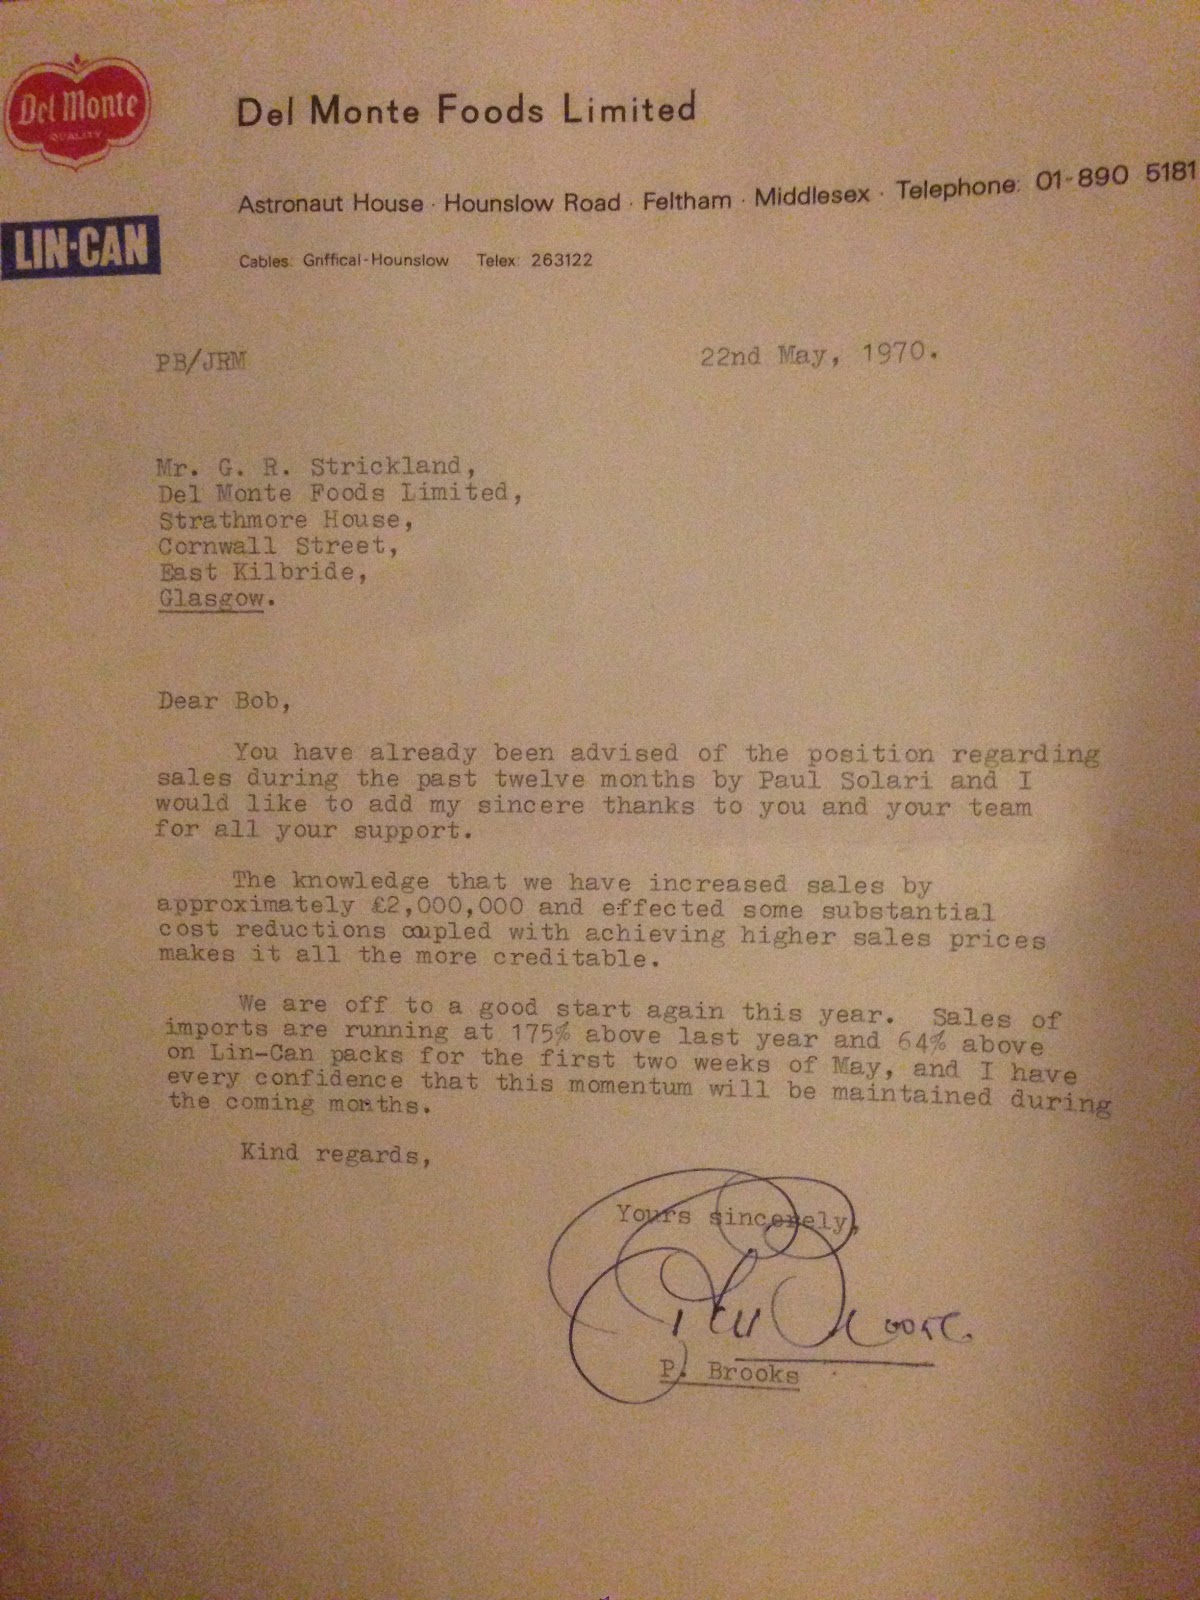 Del Monte
QUALITY
Del Monte Foods Limited
Astronaut House · Hounslow Road · Feltham · Middlesex · Telephone: 01-890 5181
LIN-CAN
Cables: Griffical-Hounslow Telex: 263122
PB/JRM
22nd May, 1970.
Mr. G. R. Strickland,
Del Monte Foods Limited,
Strathmore House,
Cornwall Street,
East Kilbride,
Glasgow.
Dear Bob,
You have already been advised of the position regarding
sales during the past twelve months by Paul Solari and I
would like to add my sincere thanks to you and your team
for all your support.
The knowledge that we have increased sales by
approximately £2,000,000 and effected some substantial
cost reductions coupled with achieving higher sales prices
makes it all the more creditable.
We are off to a good start again this year. Sales of
imports are running at 175% above last year and 64% above
on Lin-Can packs for the first two weeks of May, and I have
every confidence that this momentum will be maintained during
the coming months.
Kind regards,
Yours sincerely,
P. Brooks